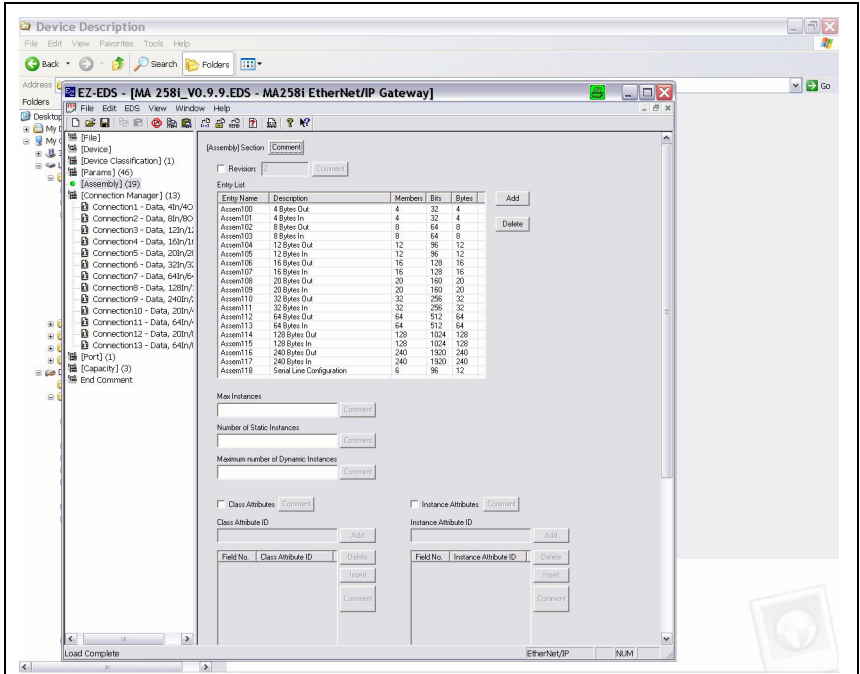 Device Description
File Edit View Favorites Tools Help
Back Search Folders
Address Go
Folders
Desktop
EZ-EDS - [MA 258i_V0.9.9.EDS - MA258i EtherNet/IP Gateway]
File Edit EDS View Window Help
[File]
[Device]
[Device Classification] (1)
[Params] (46)
[Assembly] (19)
[Connection Manager] (13)
Connection1 - Data, 4In/4O
Connection2 - Data, 8In/8O
Connection3 - Data, 12In/12
Connection4 - Data, 16In/1
Connection5 - Data, 20In/2
Connection6 - Data, 32In/3
Connection7 - Data, 64In/6
Connection8 - Data, 128In/
Connection9 - Data, 240In/
Connection10 - Data, 20In/
Connection11 - Data, 64In/
Connection12 - Data, 20In/
Connection13 - Data, 64In/
[Port] (1)
[Capacity] (3)
End Comment
[Assembly] Section Comment
Revision: 2 Comment
Entry List
Entry Name Description Members Bits Bytes Add
Assem100 4 Bytes Out 4 32 4
Assem101 4 Bytes In 4 32 4
Assem102 8 Bytes Out 8 64 8 Delete
Assem103 8 Bytes In 8 64 8
Assem104 12 Bytes Out 12 96 12
Assem105 12 Bytes In 12 96 12
Assem106 16 Bytes Out 16 128 16
Assem107 16 Bytes In 16 128 16
Assem108 20 Bytes Out 20 160 20
Assem109 20 Bytes In 20 160 20
Assem110 32 Bytes Out 32 256 32
Assem111 32 Bytes In 32 256 32
Assem112 64 Bytes Out 64 512 64
Assem113 64 Bytes In 64 512 64
Assem114 128 Bytes Out 128 1024 128
Assem115 128 Bytes In 128 1024 128
Assem116 240 Bytes Out 240 1920 240
Assem117 240 Bytes In 240 1920 240
Assem118 Serial Line Configuration 6 96 12
Max Instances
Comment
Number of Static Instances
Comment
Maximum number of Dynamic Instances
Comment
Class Attributes Comment Instance Attributes Comment
Class Attribute ID Instance Attribute ID
Add Add
Field No. Class Attribute ID Delete Field No. Instance Attribute ID Delete
Insert Insert
Comment Comment
Load Complete EtherNet/IP NUM